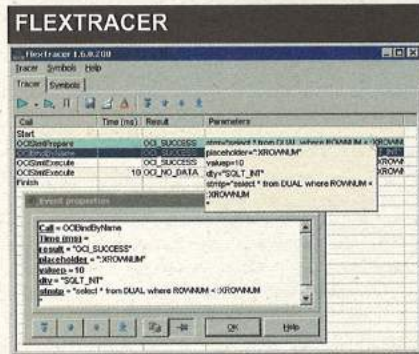 FLEXTRACER
Flextracer 1.6.0.200
Tracer Symbols Help
Tracer Symbols
Call Time (ms) Result Parameters
Start
OCIStmtPrepare OCI_SUCCESS stmt="select * from DUAL where ROWNUM < :XROWNUM
OCIBindByName placeholder=":XROWNUM"
OCIStmtExecute OCI_SUCCESS valuep=10
OCIStmtExecute 10 OCI_NO_DATA dty="SQLT_INT"
Finish stmtp="select * from DUAL where ROWNUM <
:XROWNUM
"
Event properties
Call = OCIBindByName
Time (ms) =
result = "OCI_SUCCESS"
placeholder = ":XROWNUM"
valuep = 10
dty = "SQLT_INT"
stmtp = "select * from DUAL where ROWNUM < :XROWNUM
"
OK Help